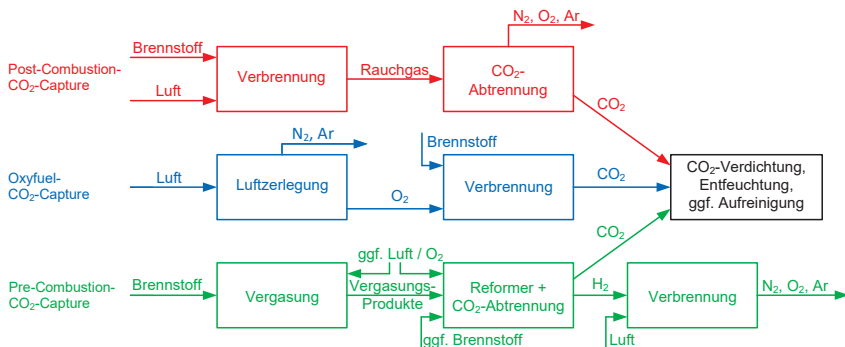 N₂, O₂, Ar
Brennstoff
Post-Combustion-
CO₂-Capture
Verbrennung
Rauchgas
CO₂-
Abtrennung
Luft
CO₂
N₂, Ar
Brennstoff
Oxyfuel-
CO₂-Capture
Luft
Luftzerlegung
O₂
Verbrennung
CO₂
CO₂-Verdichtung,
Entfeuchtung,
ggf. Aufreinigung
CO₂
ggf. Luft / O₂
Pre-Combustion-
CO₂-Capture
Brennstoff
Vergasung
Vergasungs-
Produkte
Reformer +
CO₂-Abtrennung
H₂
Verbrennung
N₂, O₂, Ar
ggf. Brennstoff
Luft